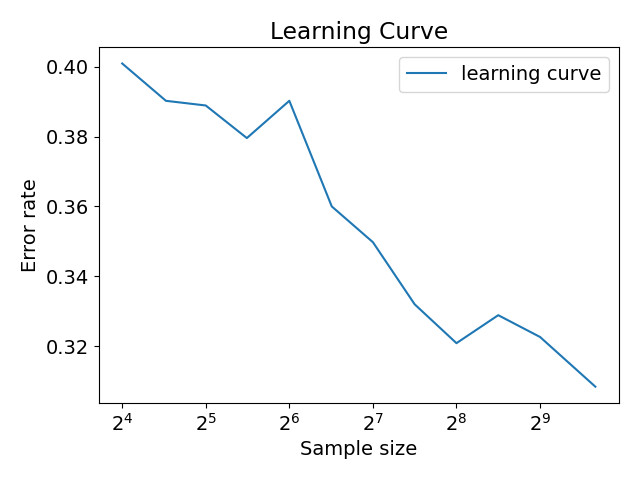 Learning Curve
learning curve
0.40
0.38
0.36
0.34
0.32
Error rate
2⁴ 2⁵ 2⁶ 2⁷ 2⁸ 2⁹
Sample size